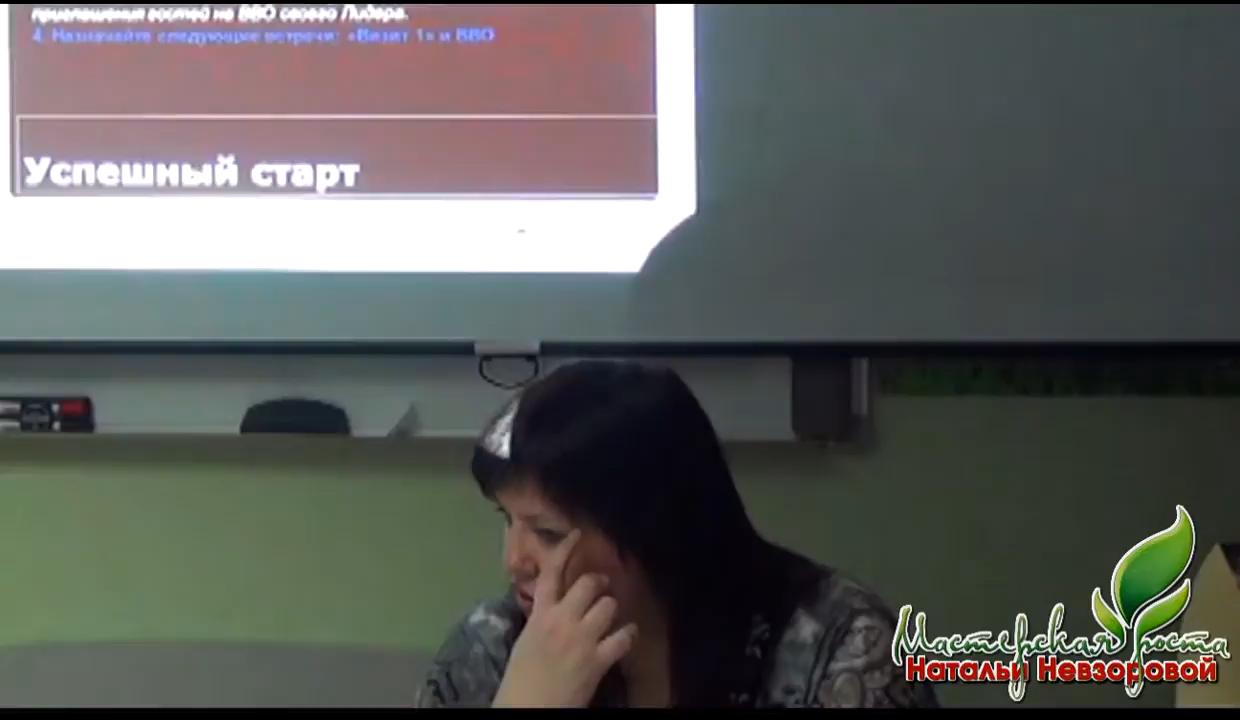 приглашения гостей на ВВО своего Лидера.
4. Назначайте следующие встречи: «Визит 1» и ВВО
Успешный старт
Мастерская роста
Натальи Невзоровой